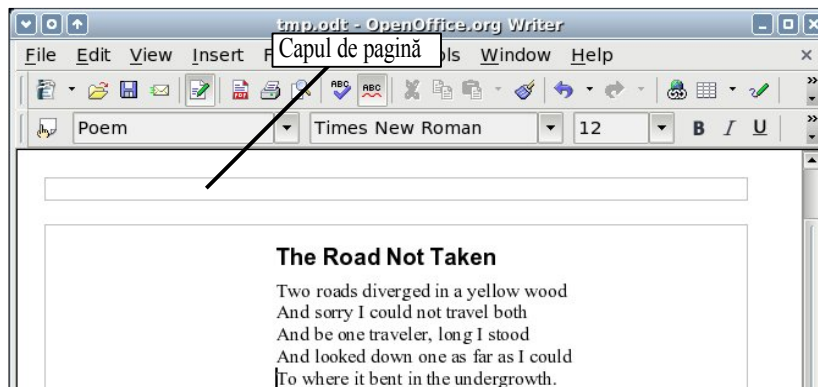 tmp.odt - OpenOffice.org Writer
Capul de pagină
File Edit View Insert F ols Window Help
Poem Times New Roman 12 B I U
The Road Not Taken
Two roads diverged in a yellow wood
And sorry I could not travel both
And be one traveler, long I stood
And looked down one as far as I could
To where it bent in the undergrowth.